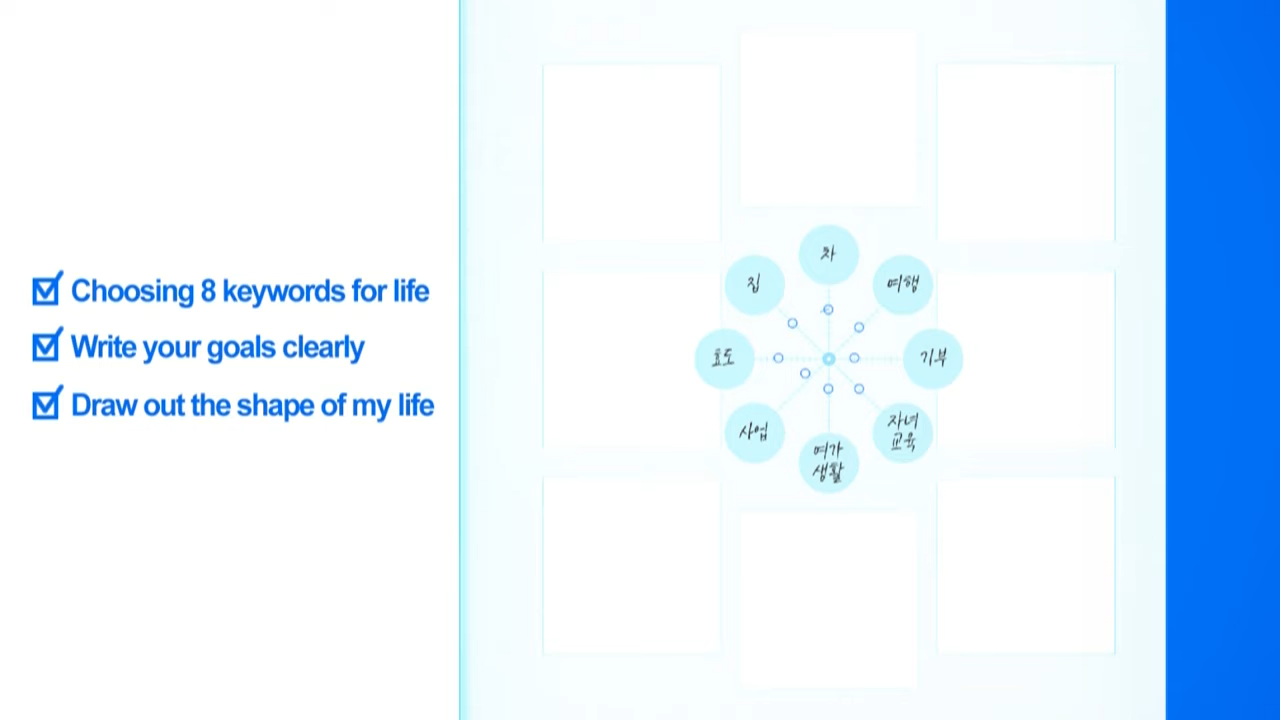 Choosing 8 keywords for life
Write your goals clearly
Draw out the shape of my life
차
집
여행
효도
기부
사업
자녀
교육
여가
생활